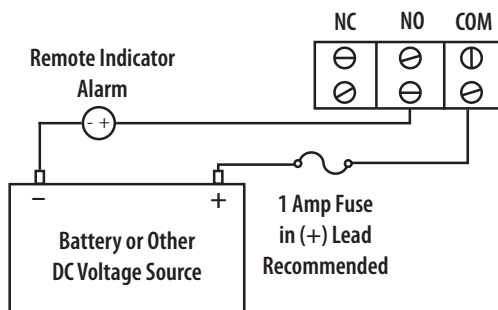 NC NO COM
Remote Indicator
Alarm
- +
− +
Battery or Other
DC Voltage Source
1 Amp Fuse
in (+) Lead
Recommended